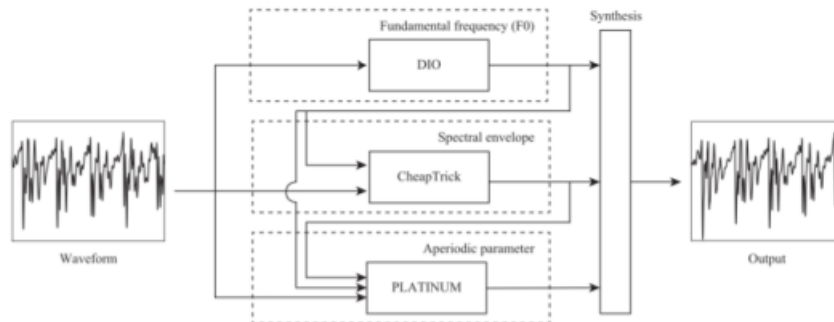 Fundamental frequency (F0)
Synthesis
DIO
Spectral envelope
CheapTrick
Waveform
Aperiodic parameter
Output
PLATINUM